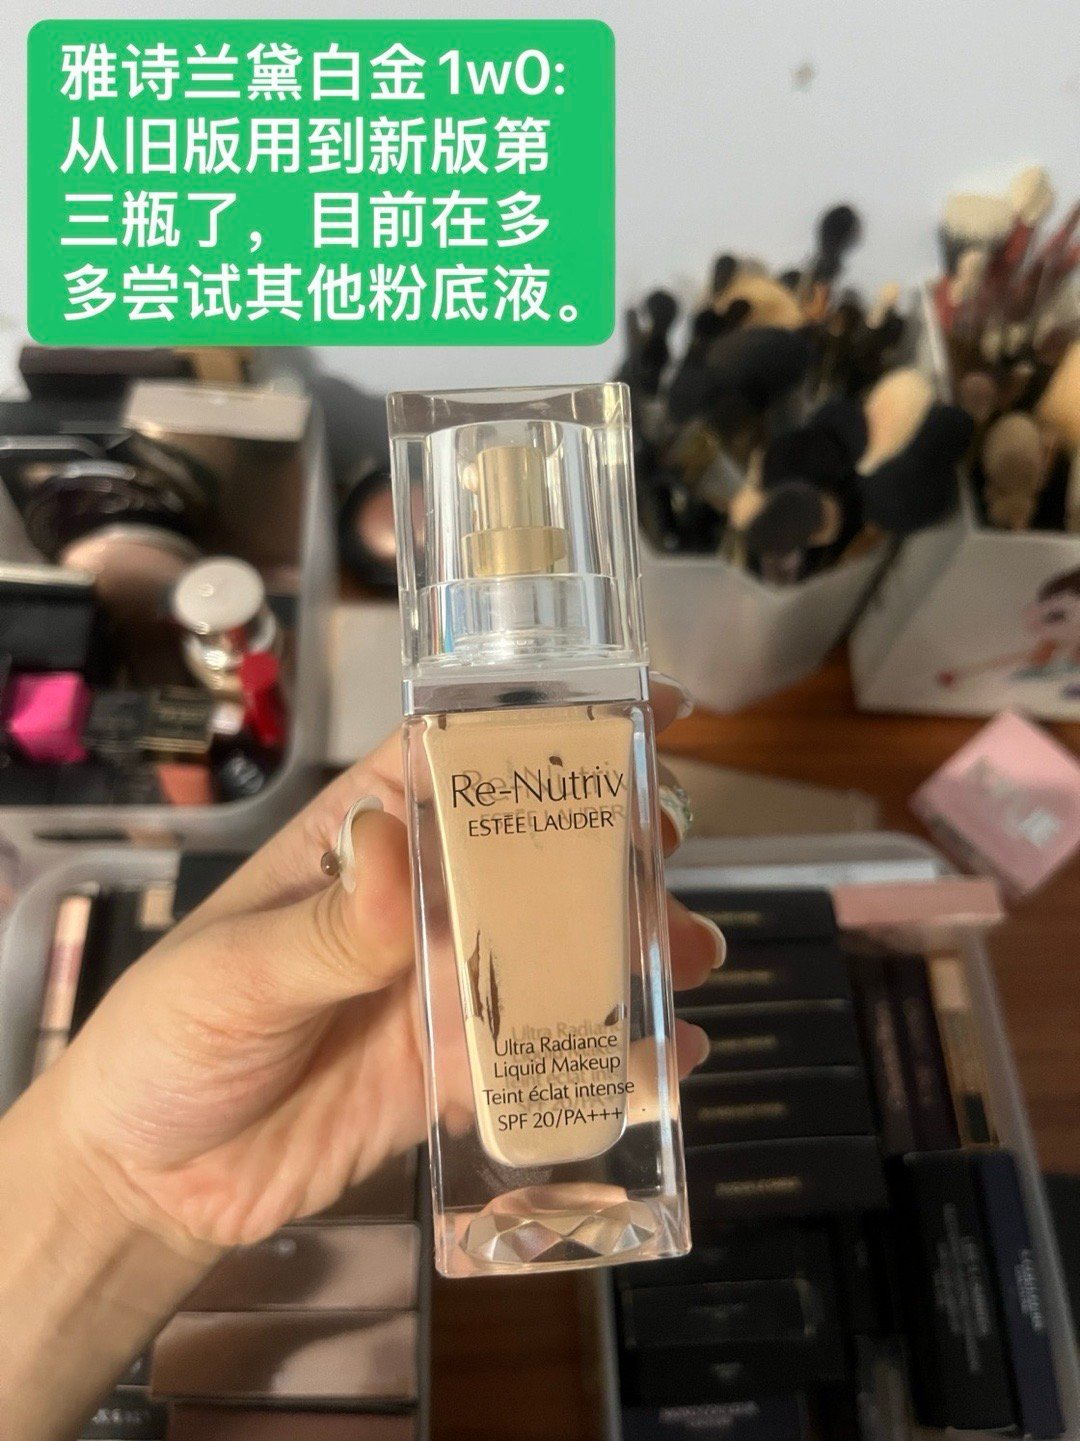 雅诗兰黛白金1w0:
从旧版用到新版第
三瓶了，目前在多
多尝试其他粉底液。
Re-Nutriv
ESTĒE LAUDER
Ultra Radiance
Liquid Makeup
Teint éclat intense
SPF 20/PA+++